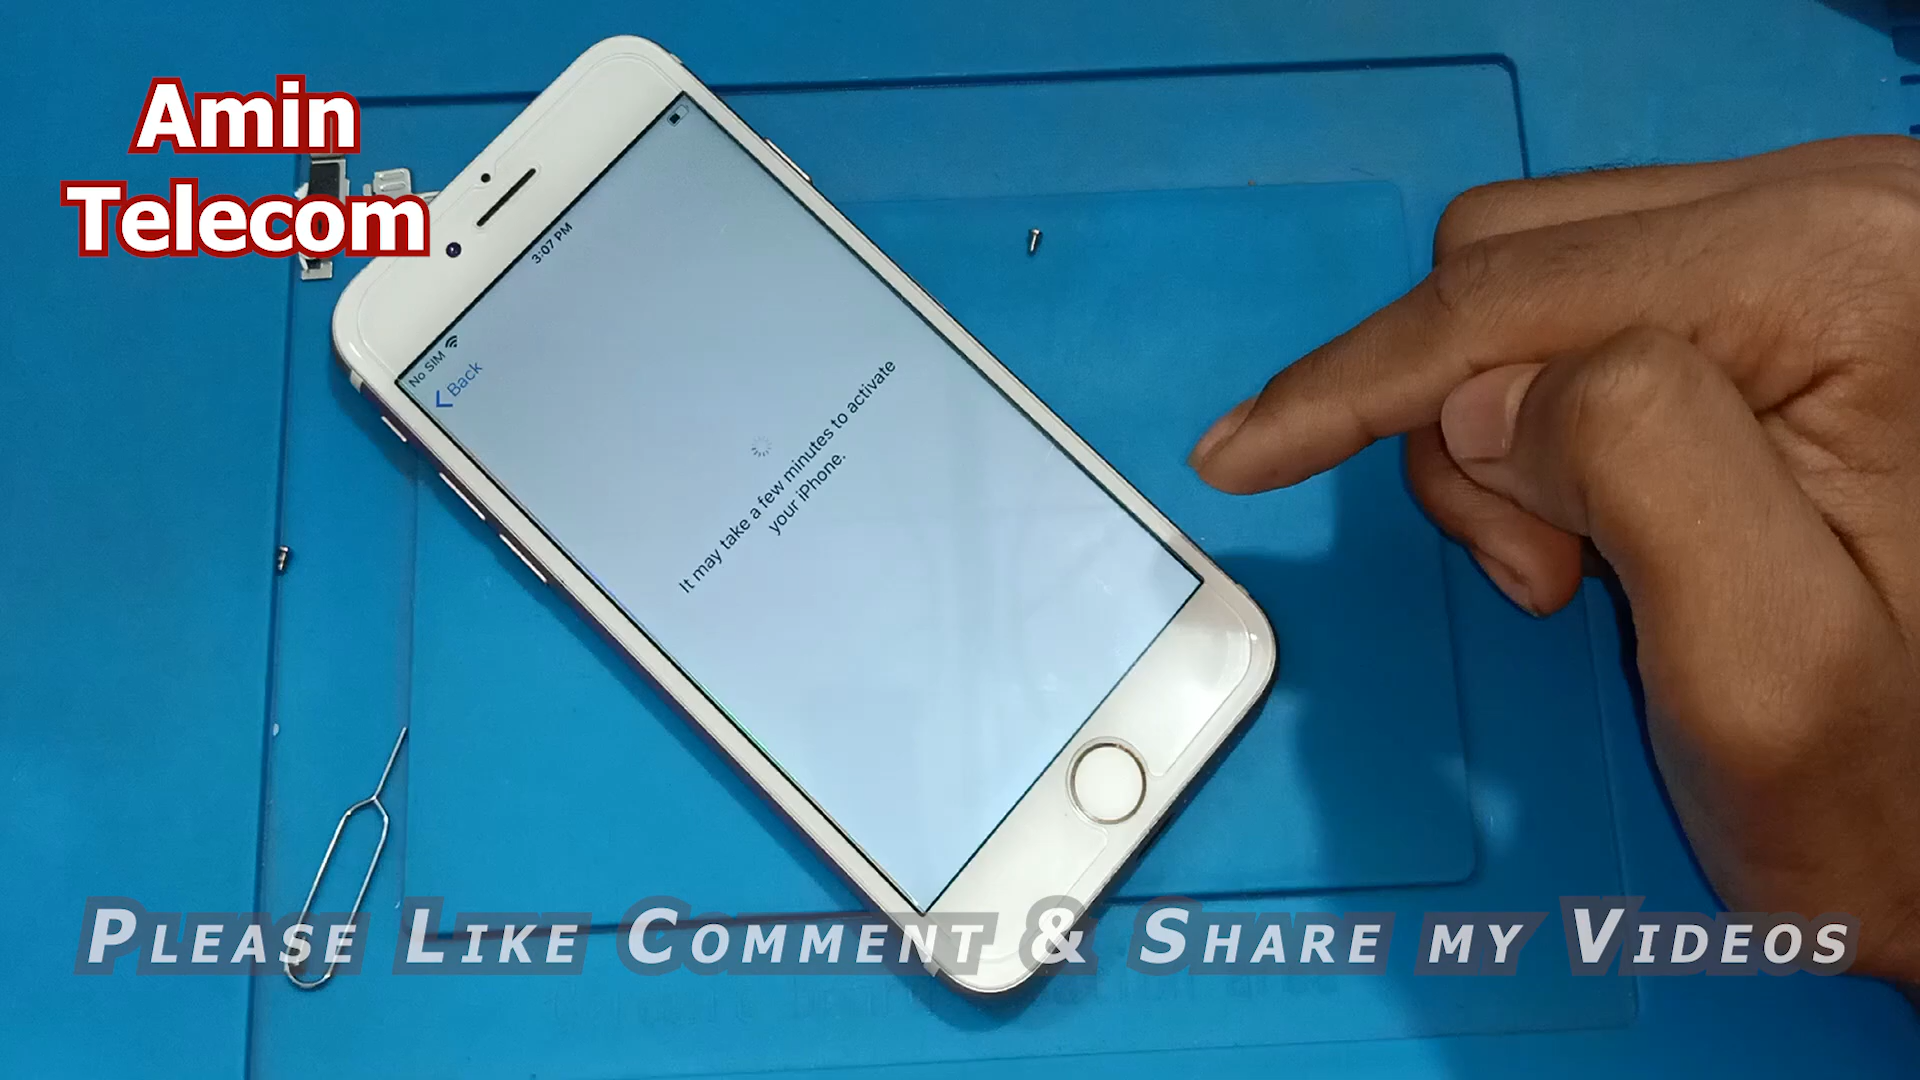 Amin
Telecom
3:07 PM
No SIM
Back
It may take a few minutes to activate
your iPhone.
Please Like Comment & Share my Videos